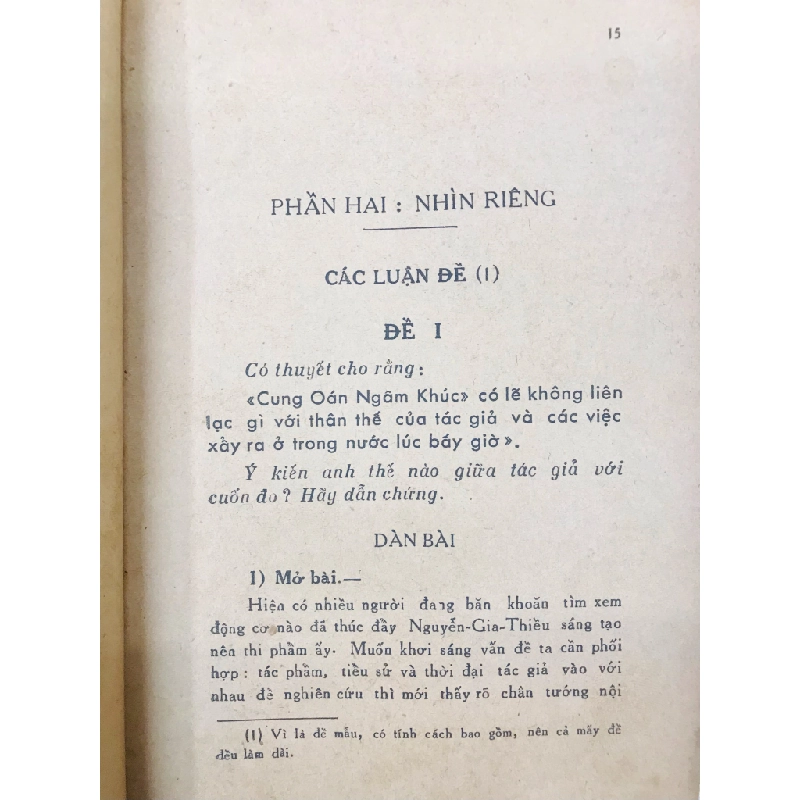 15
PHẦN HAI : NHÌN RIÊNG
CÁC LUẬN ĐỀ (1)
ĐỀ I
Có thuyết cho rằng :
«Cung Oán Ngâm Khúc» có lẽ không liên
lạc gì với thân thế của tác giả và các việc
xảy ra ở trong nước lúc bấy giờ».
Ý kiến anh thế nào giữa tác giả với
cuốn đo ? Hãy dẫn chứng.
DÀN BÀI
1) Mở bài.—
Hiện có nhiều người đang băn khoăn tìm xem
động cơ nào đã thúc đẩy Nguyễn-Gia-Thiều sáng tạo
nên thi phẩm ấy. Muốn khơi sáng vấn đề ta cần phối
hợp : tác phẩm, tiểu sử và thời đại tác giả vào với
nhau để nghiên cứu thì mới thấy rõ chân tướng nội
(1) Vì là đề mẫu, có tính cách bao gồm, nên cả mấy đề
đều làm dài.